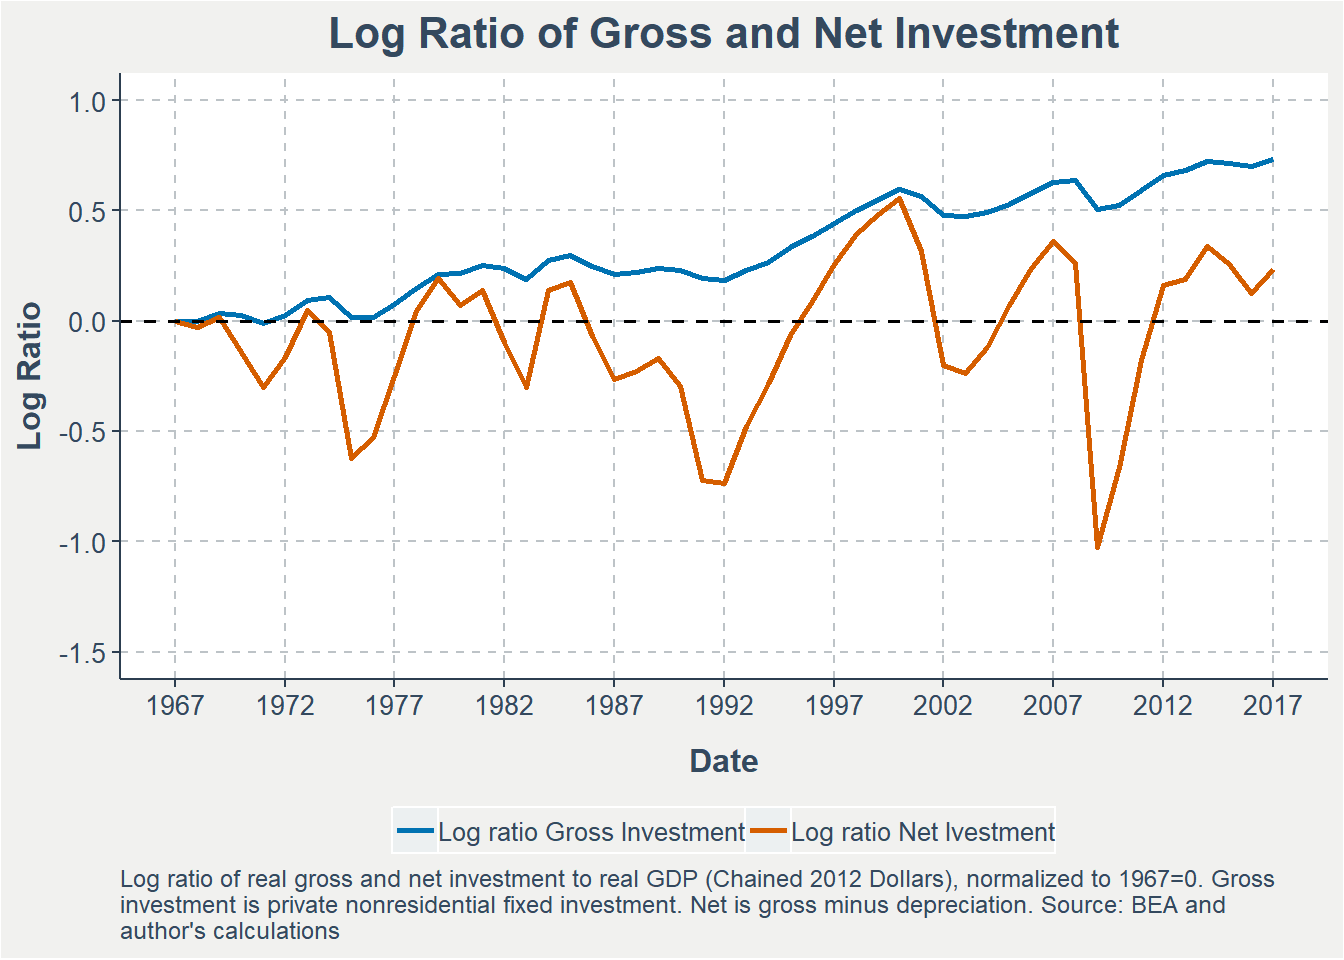 Log Ratio of Gross and Net Investment
Log Ratio
1.0
0.5
0.0
-0.5
-1.0
-1.5
1967 1972 1977 1982 1987 1992 1997 2002 2007 2012 2017
Date
Log ratio Gross Investment Log ratio Net Ivestment
Log ratio of real gross and net investment to real GDP (Chained 2012 Dollars), normalized to 1967=0. Gross
investment is private nonresidential fixed investment. Net is gross minus depreciation. Source: BEA and
author's calculations